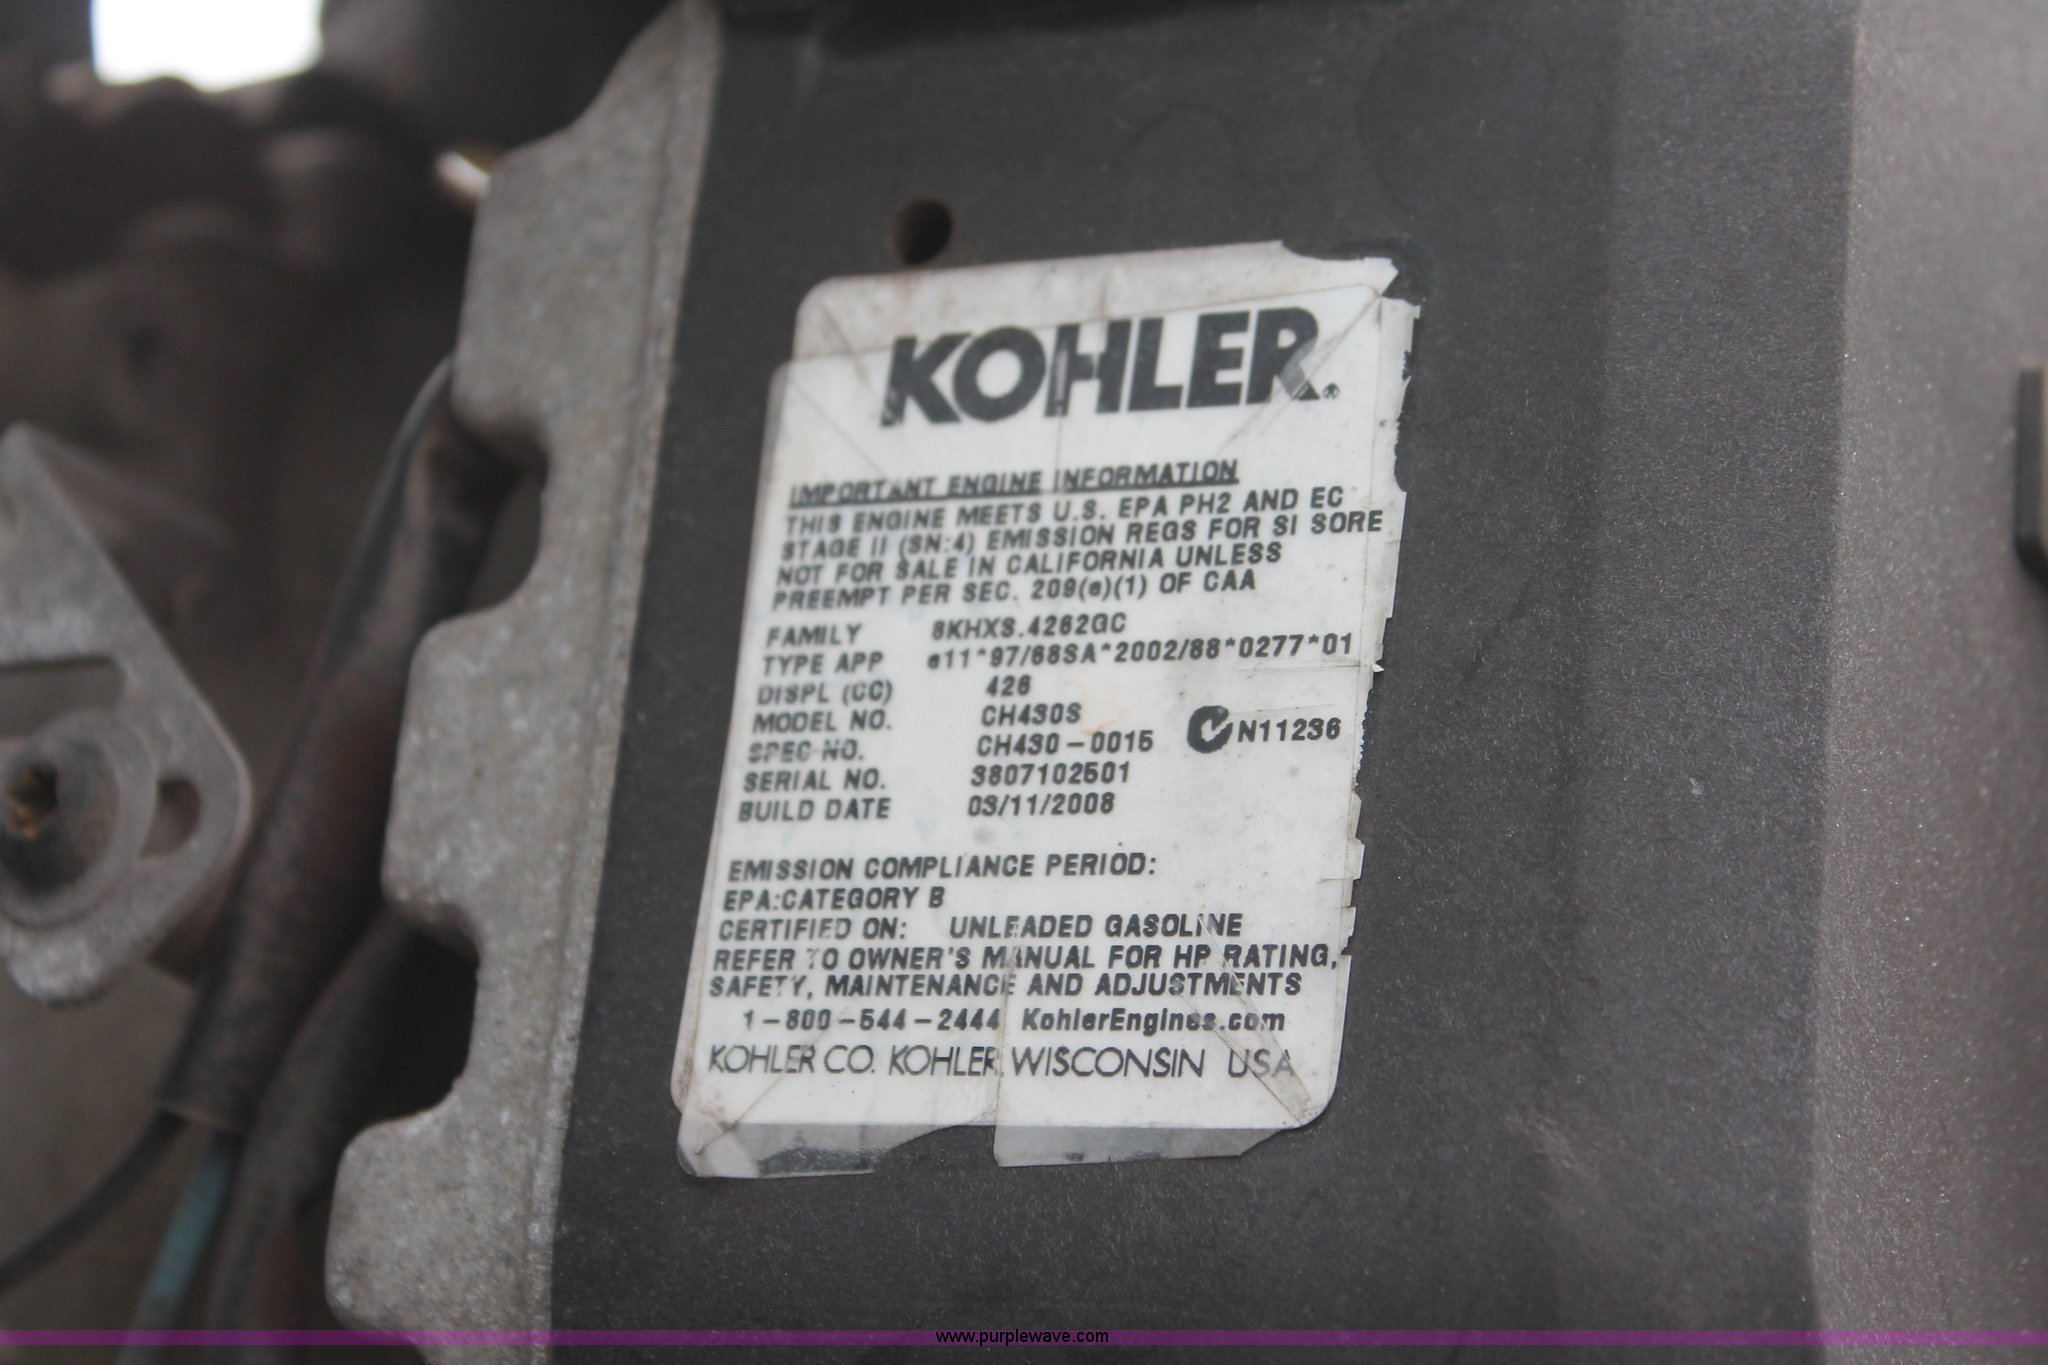 KOHLER®
IMPORTANT ENGINE INFORMATION
THIS ENGINE MEETS U.S. EPA PH2 AND EC
STAGE II (SN:4) EMISSION REGS FOR SI SORE
NOT FOR SALE IN CALIFORNIA UNLESS
PREEMPT PER SEC. 209(e)(1) OF CAA
FAMILY 8KHXS.4262GC
TYPE APP e11*97/68SA*2002/88*0277*01
DISPL (CC) 426
MODEL NO. CH430S
SPEC NO. CH430-0015 N11236
SERIAL NO. 3807102501
BUILD DATE 03/11/2008
EMISSION COMPLIANCE PERIOD:
EPA:CATEGORY B
CERTIFIED ON: UNLEADED GASOLINE
REFER TO OWNER'S MANUAL FOR HP RATING,
SAFETY, MAINTENANCE AND ADJUSTMENTS
1-800-544-2444 KohlerEngines.com
KOHLER CO. KOHLER, WISCONSIN USA
www.purplewave.com